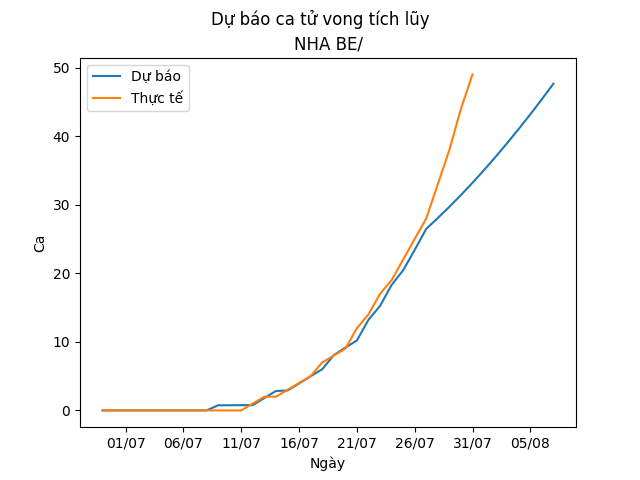 Dự báo ca tử vong tích lũy
NHA BE/
Dự báo
Thực tế
50
40
30
20
10
0
Ca
01/07 06/07 11/07 16/07 21/07 26/07 31/07 05/08
Ngày